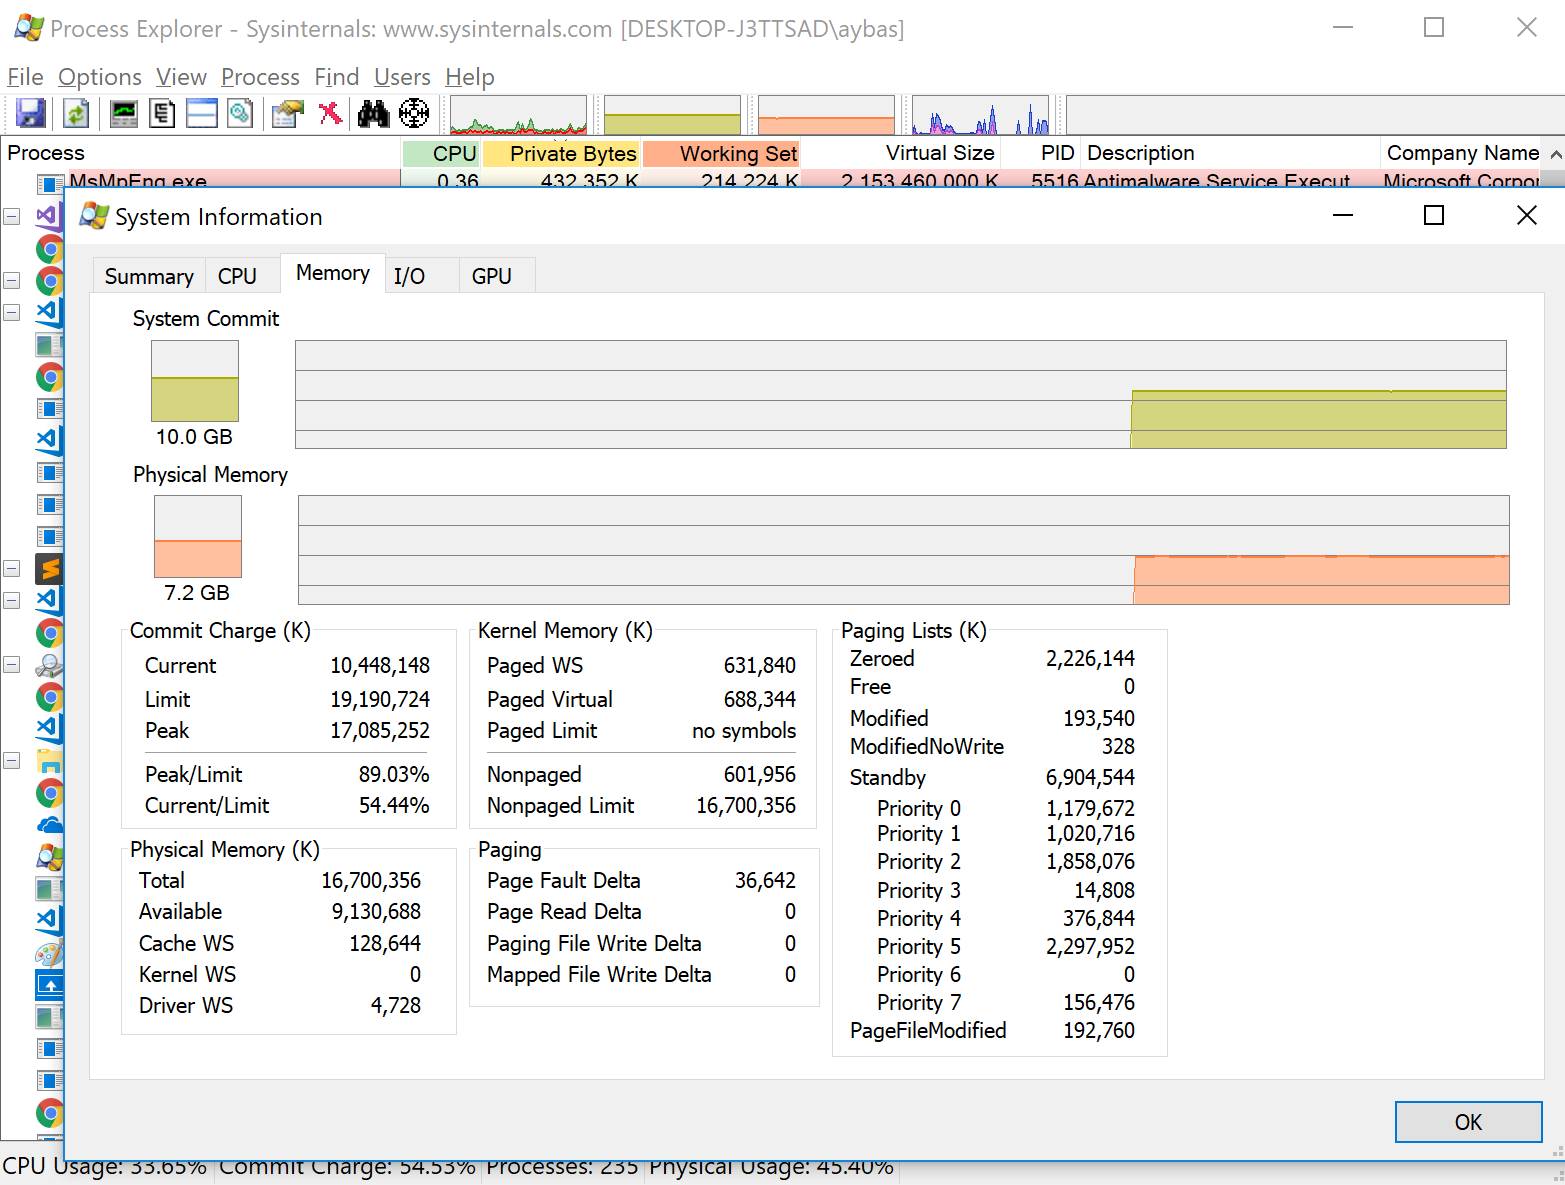 Process Explorer - Sysinternals: www.sysinternals.com [DESKTOP-J3TTSAD\aybas]
File Options View Process Find Users Help
Process CPU Private Bytes Working Set Virtual Size PID Description Company Name
MsMpEng.exe 0.36 432,352 K 214,224 K 2,153,460,000 K 5516 Antimalware Service Execut... Microsoft Corpor
System Information
Summary CPU Memory I/O GPU
System Commit
10.0 GB
Physical Memory
7.2 GB
Commit Charge (K)
Current 10,448,148
Limit 19,190,724
Peak 17,085,252
Peak/Limit 89.03%
Current/Limit 54.44%
Physical Memory (K)
Total 16,700,356
Available 9,130,688
Cache WS 128,644
Kernel WS 0
Driver WS 4,728
Kernel Memory (K)
Paged WS 631,840
Paged Virtual 688,344
Paged Limit no symbols
Nonpaged 601,956
Nonpaged Limit 16,700,356
Paging
Page Fault Delta 36,642
Page Read Delta 0
Paging File Write Delta 0
Mapped File Write Delta 0
Paging Lists (K)
Zeroed 2,226,144
Free 0
Modified 193,540
ModifiedNoWrite 328
Standby 6,904,544
Priority 0 1,179,672
Priority 1 1,020,716
Priority 2 1,858,076
Priority 3 14,808
Priority 4 376,844
Priority 5 2,297,952
Priority 6 0
Priority 7 156,476
PageFileModified 192,760
OK
CPU Usage: 33.65% Commit Charge: 54.53% Processes: 235 Physical Usage: 45.40%